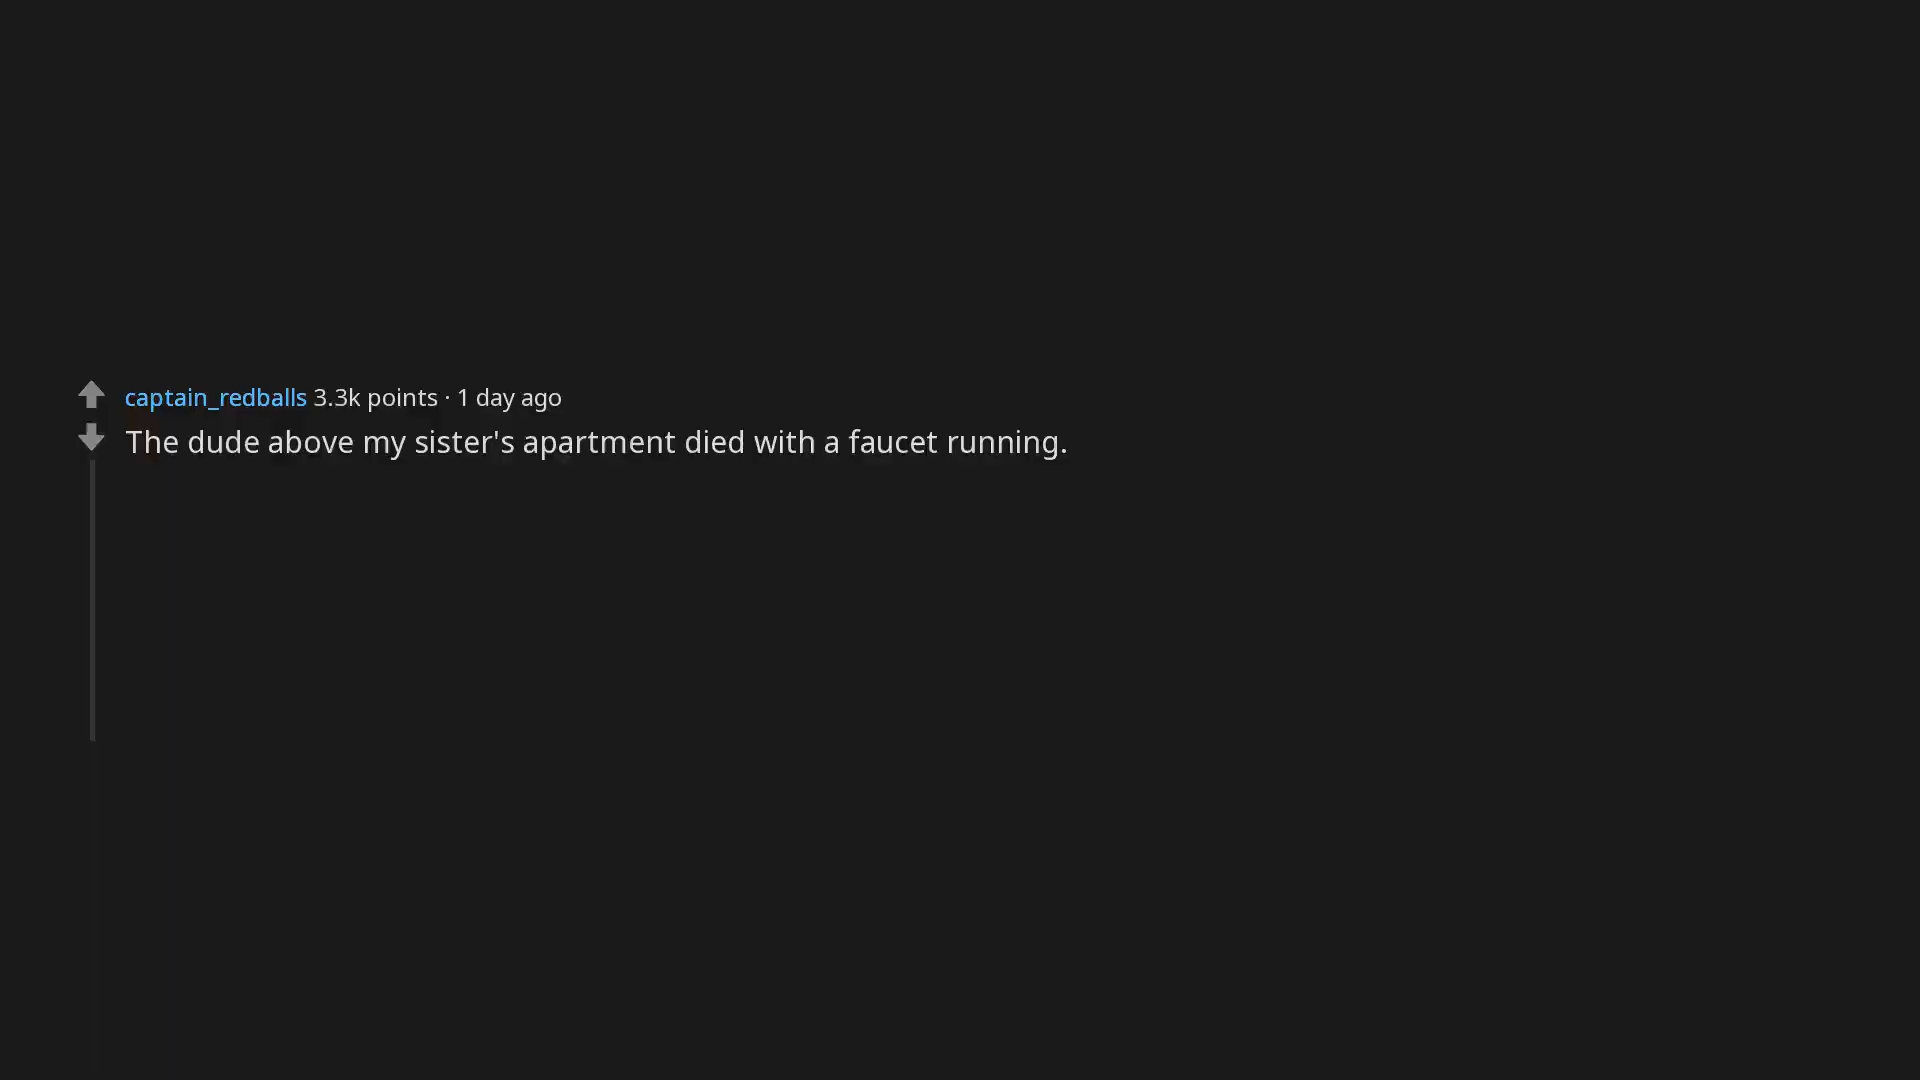 captain_redballs 3.3k points · 1 day ago
The dude above my sister's apartment died with a faucet running.